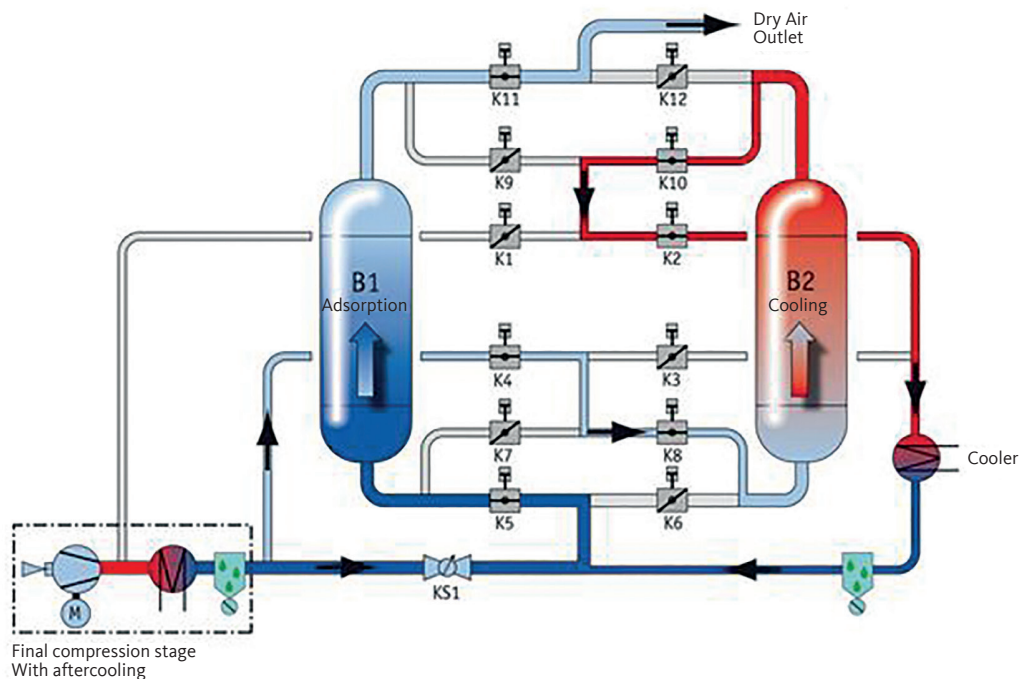 Dry Air
Outlet
K11
K12
K9
K10
K1
K2
B1
Adsorption
B2
Cooling
K4
K3
K7
K8
Cooler
K5
K6
M
KS1
Final compression stage
With aftercooling